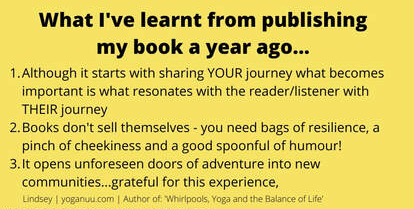 What I've learnt from publishing
my book a year ago...
1. Although it starts with sharing YOUR journey what becomes
important is what resonates with the reader/listener with
THEIR journey
2. Books don't sell themselves - you need bags of resilience, a
pinch of cheekiness and a good spoonful of humour!
3. It opens unforeseen doors of adventure into new
communities...grateful for this experience,
Lindsey | yoganuu.com | Author of: 'Whirlpools, Yoga and the Balance of Life'